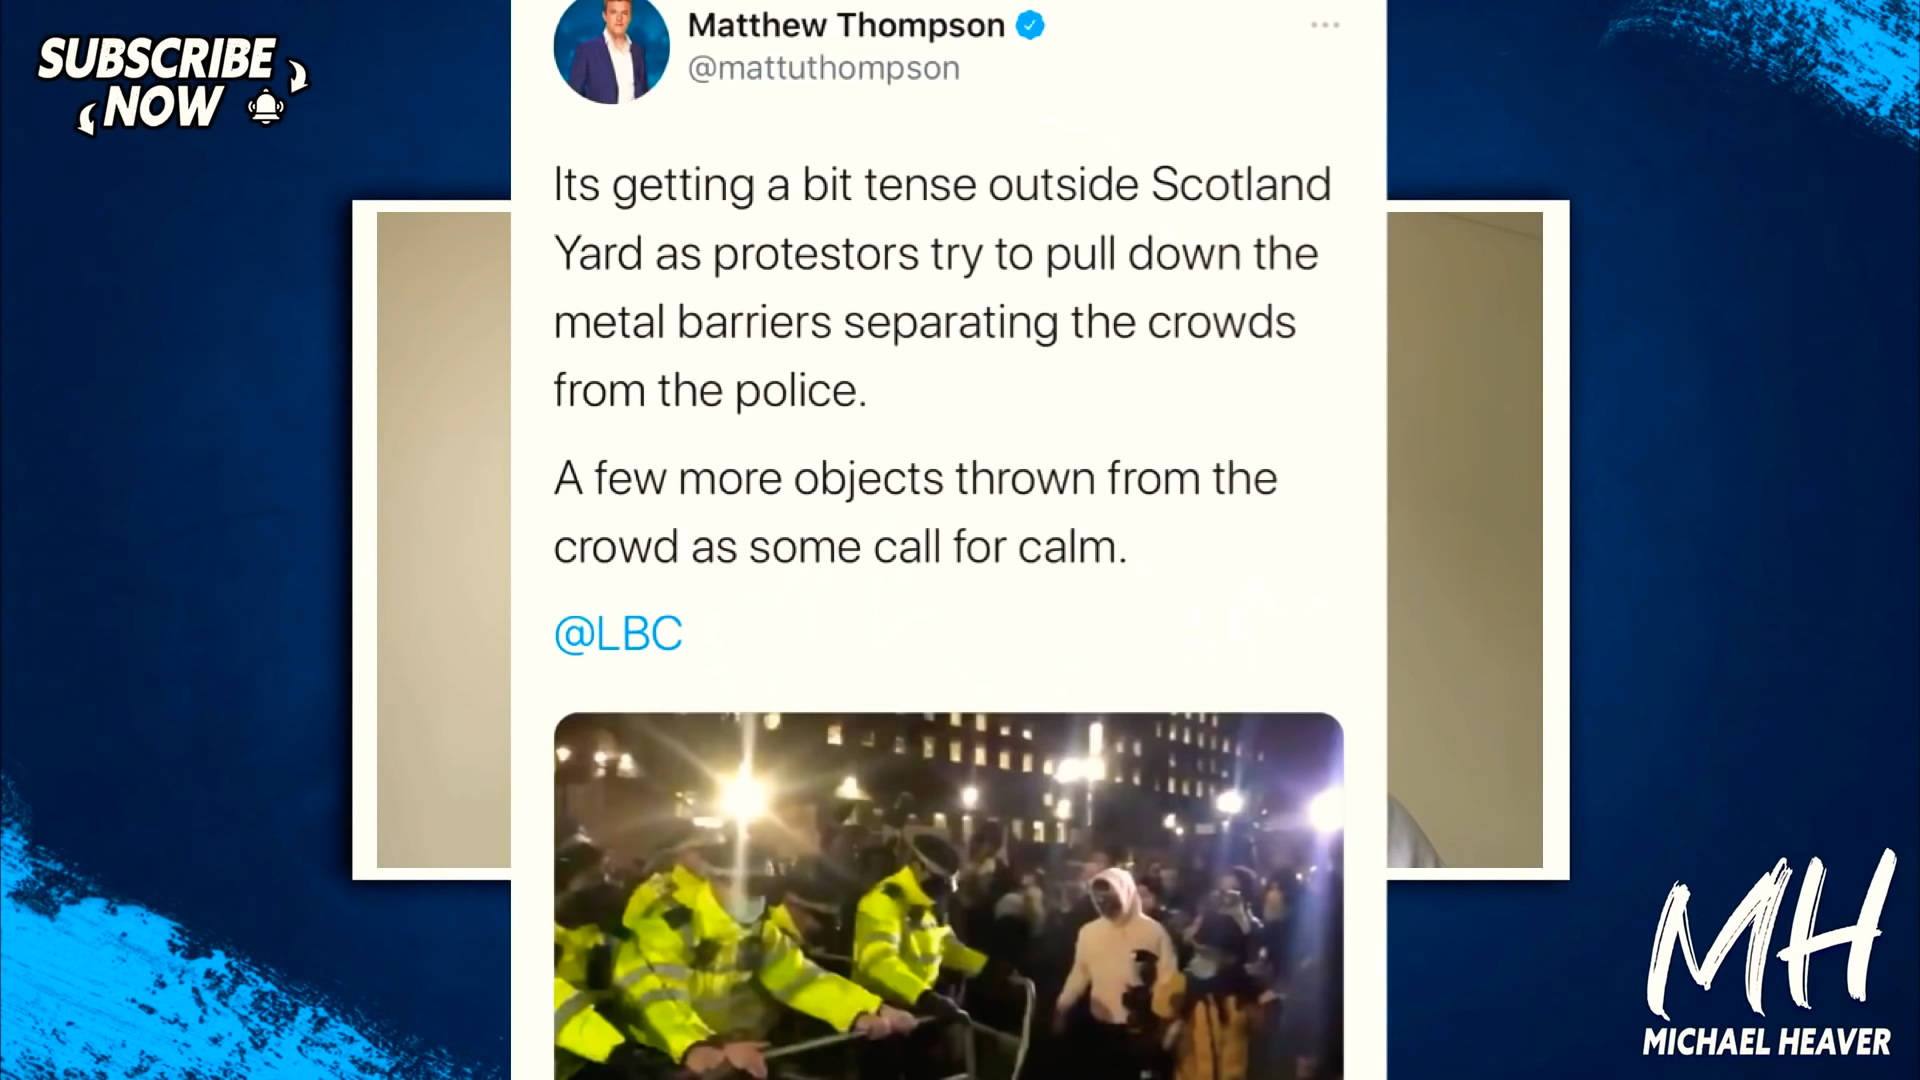 SUBSCRIBE
NOW
Matthew Thompson
@mattuthompson
Its getting a bit tense outside Scotland
Yard as protestors try to pull down the
metal barriers separating the crowds
from the police.
A few more objects thrown from the
crowd as some call for calm.
@LBC
MH
MICHAEL HEAVER